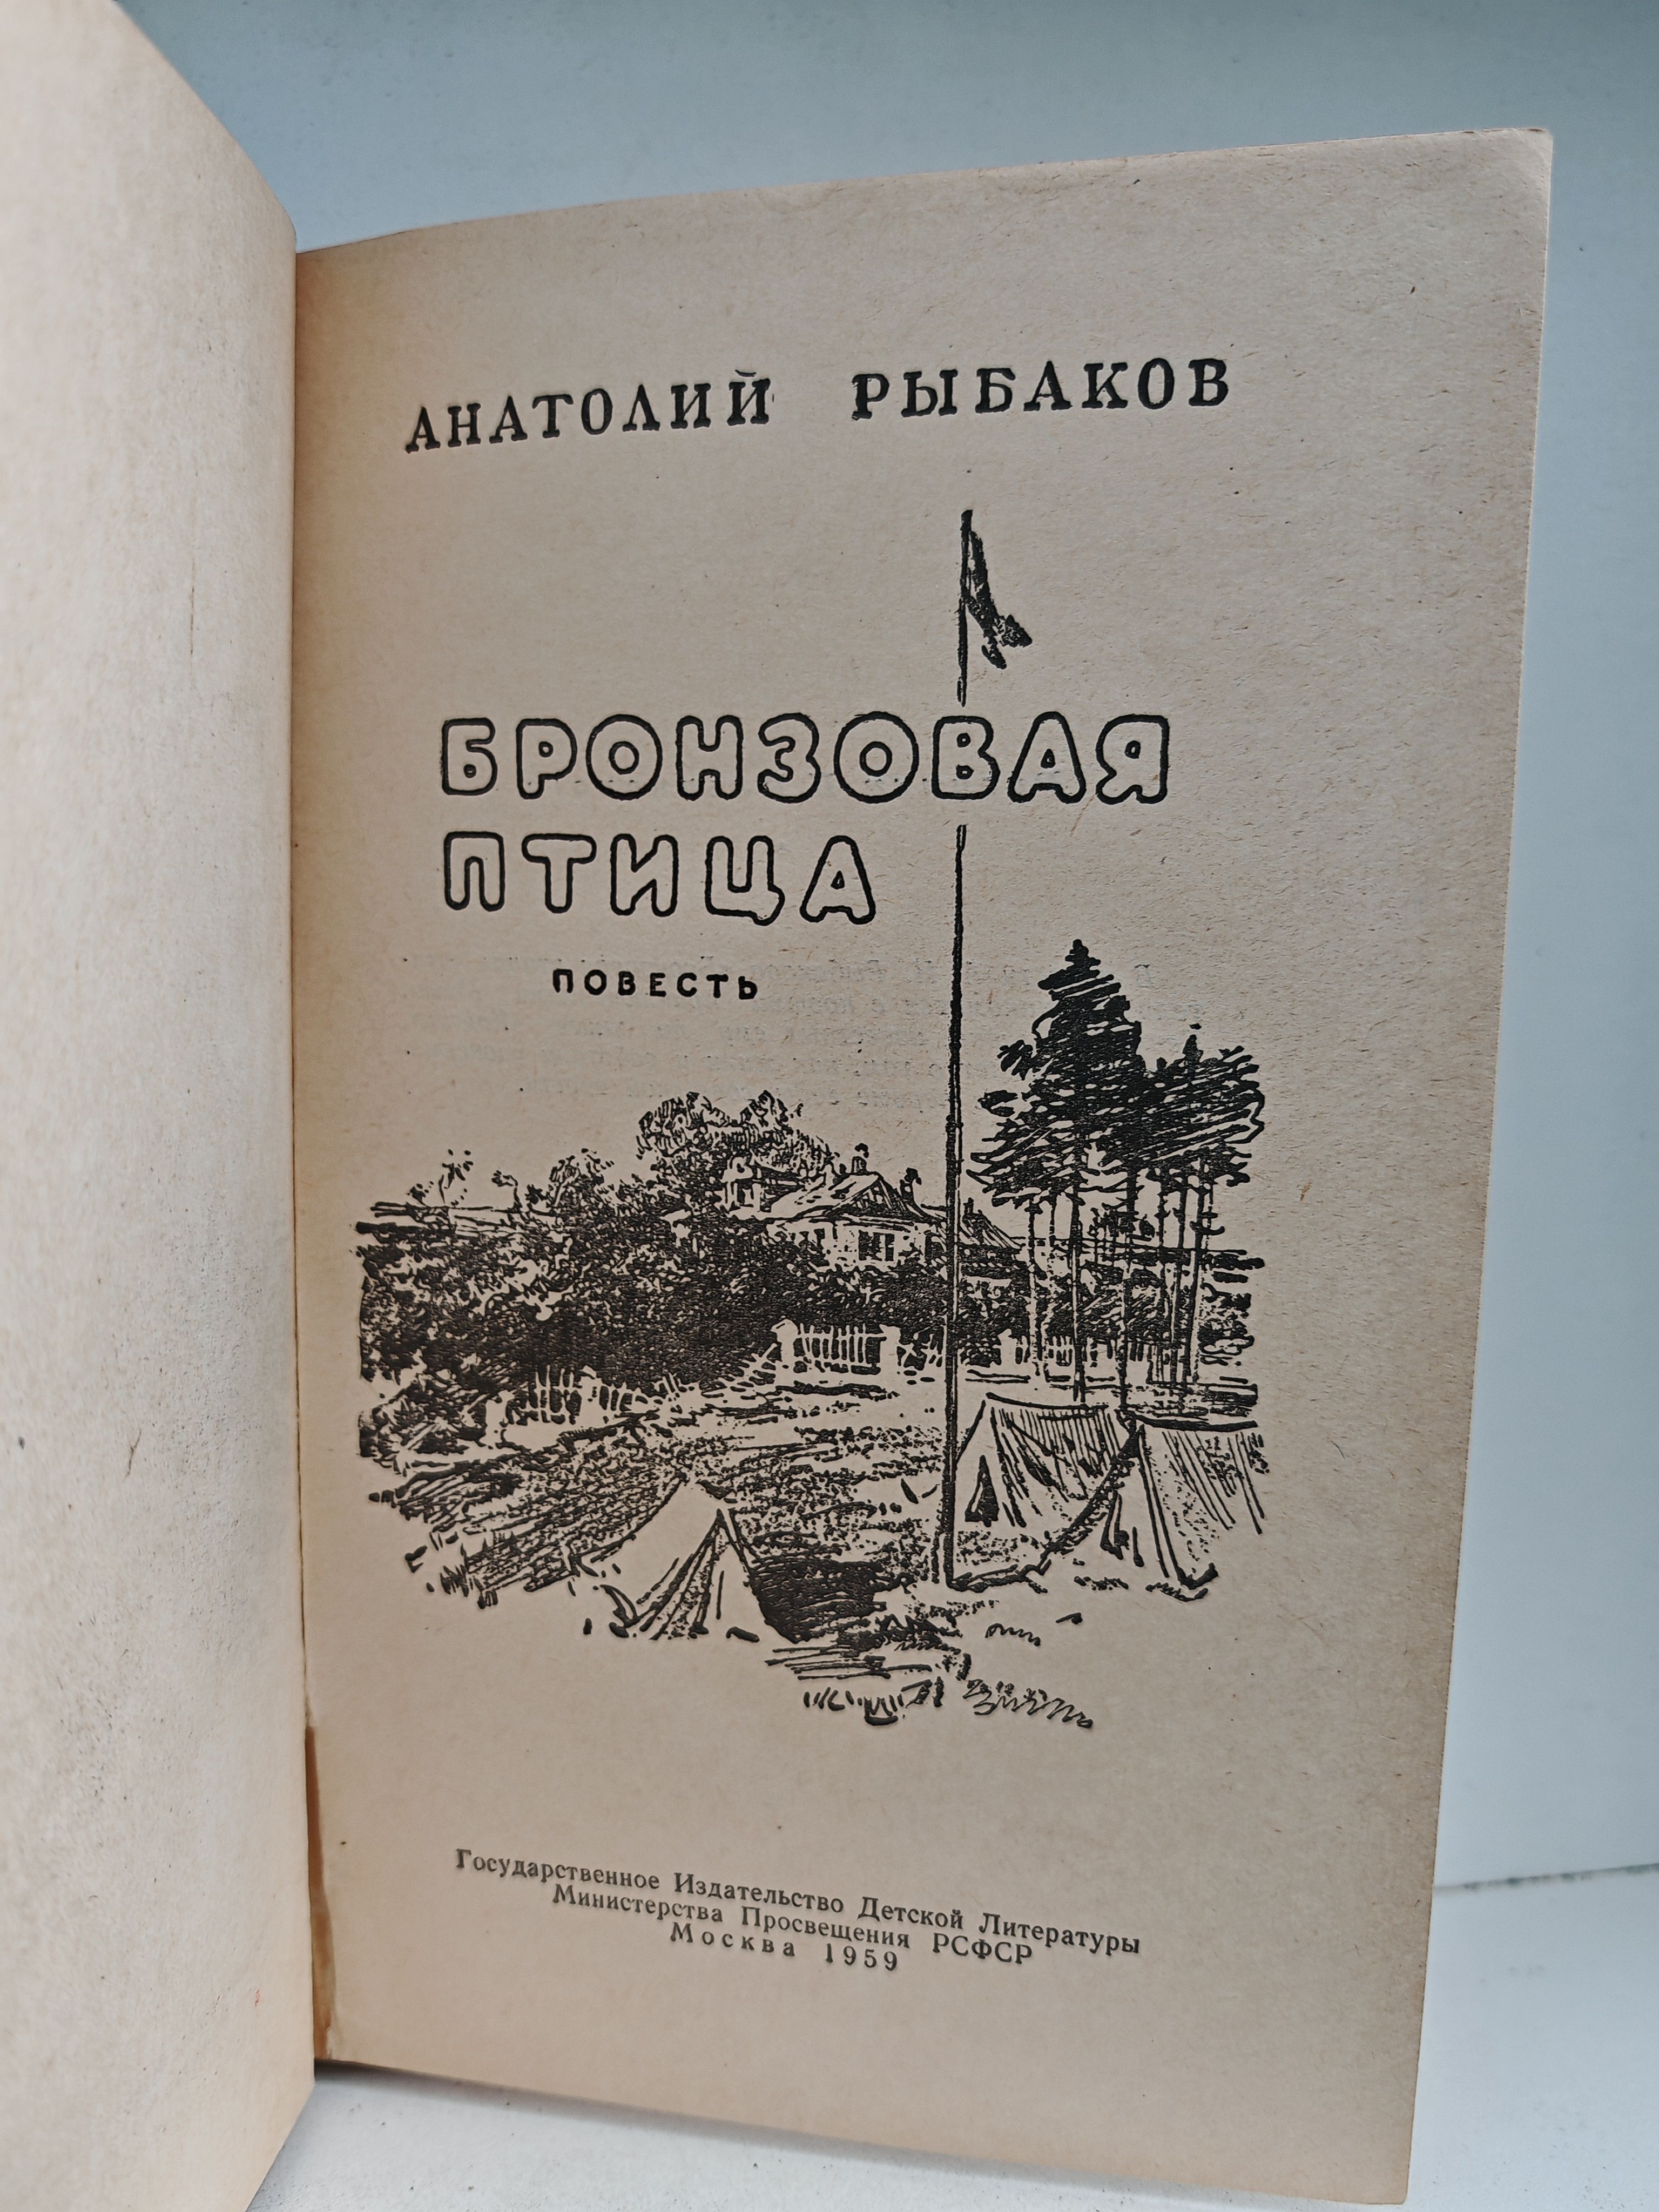 АНАТОЛИЙ РЫБАКОВ
БРОНЗОВАЯ
ПТИЦА
ПОВЕСТЬ
Государственное Издательство Детской Литературы
Министерства Просвещения РСФСР
Москва 1959